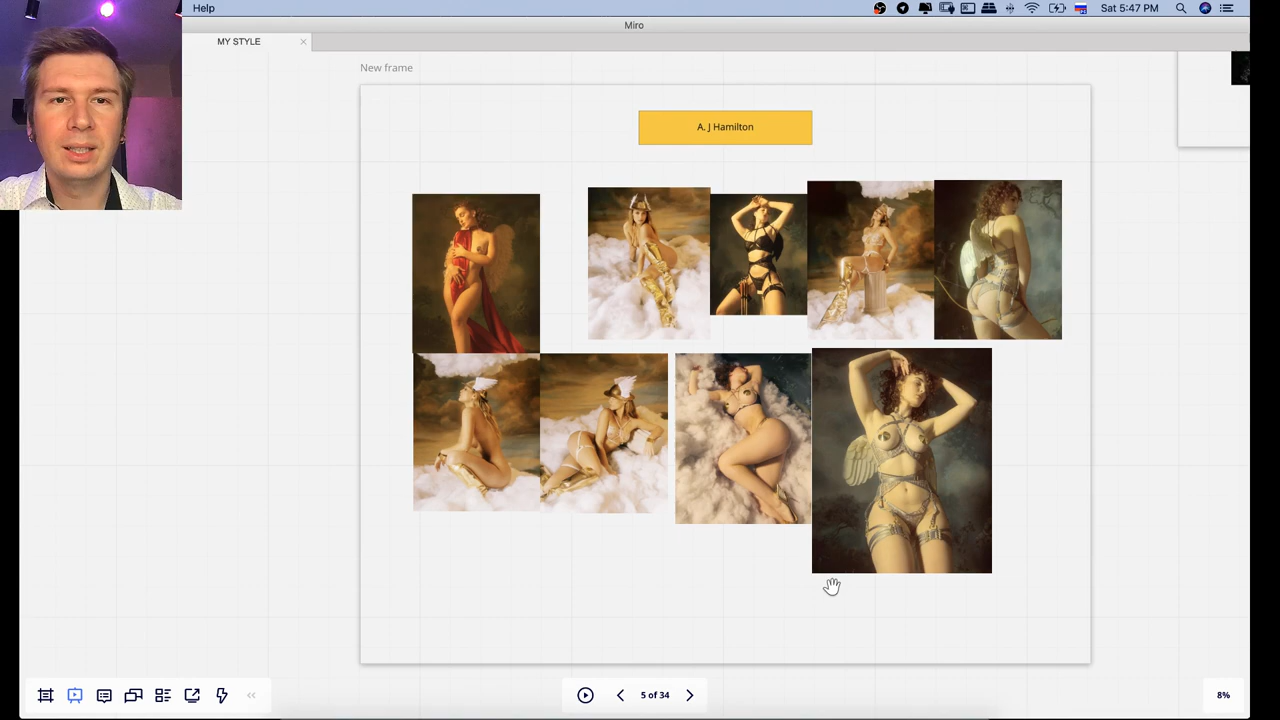 Help
Sat 5:47 PM
Miro
MY STYLE
New frame
A. J Hamilton
5 of 34
8%